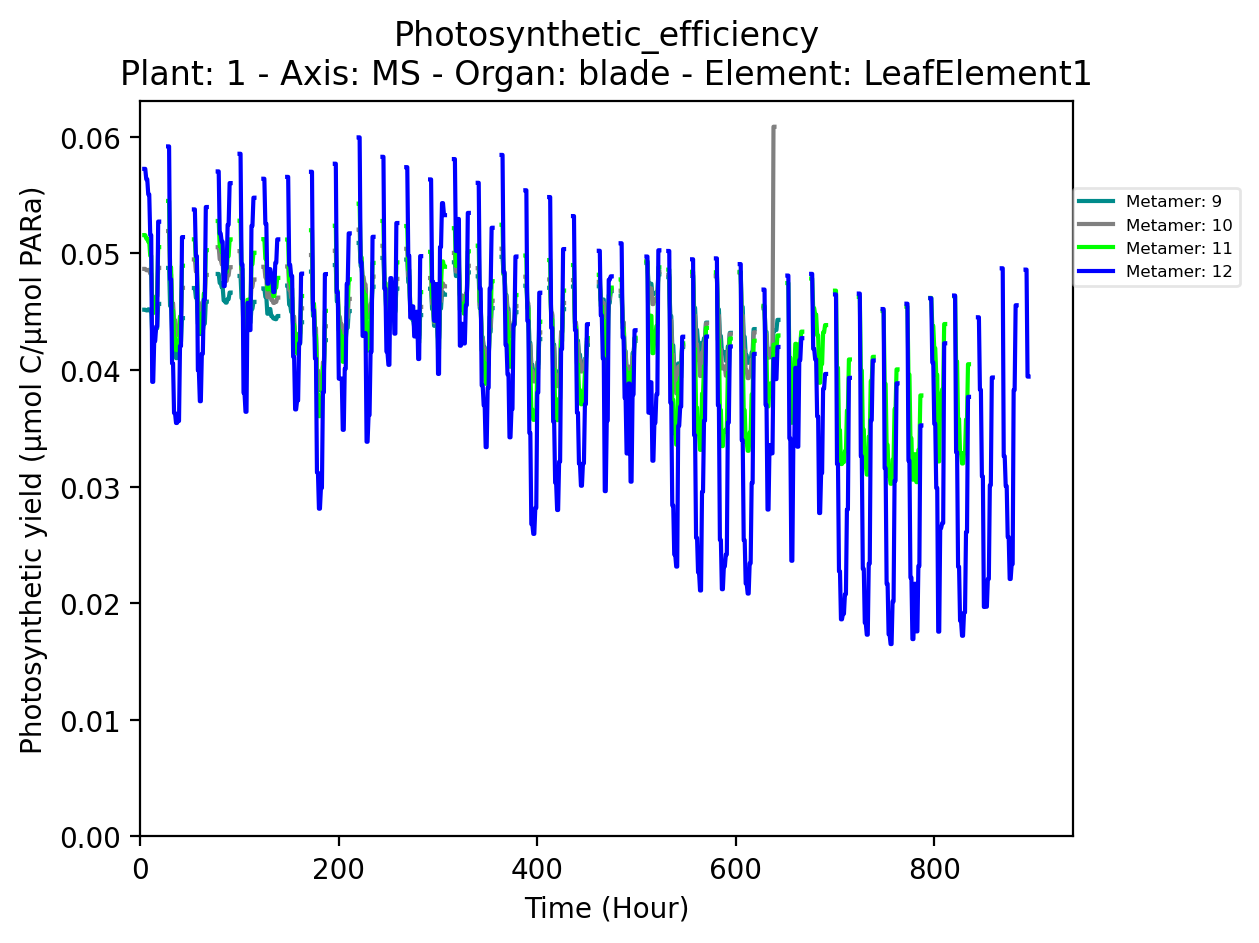 Photosynthetic_efficiency
Plant: 1 - Axis: MS - Organ: blade - Element: LeafElement1
Photosynthetic yield (µmol C/µmol PARa)
0.06
0.05
0.04
0.03
0.02
0.01
0.00
0
200
400
600
800
Time (Hour)
Metamer: 9
Metamer: 10
Metamer: 11
Metamer: 12